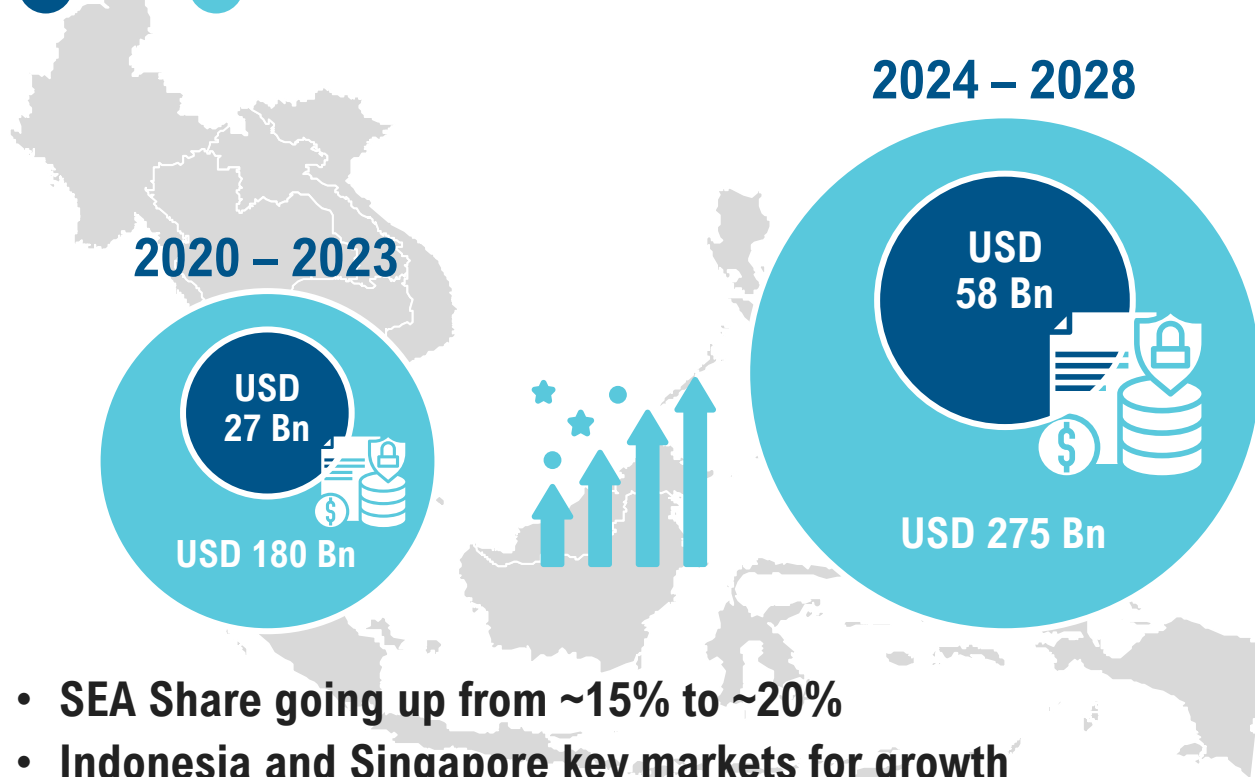 2024 – 2028
USD
58 Bn
2020 – 2023
USD
27 Bn
$
$
USD 275 Bn
USD 180 Bn
• SEA Share going up from ~15% to ~20%
• Indonesia and Singapore key markets for growth